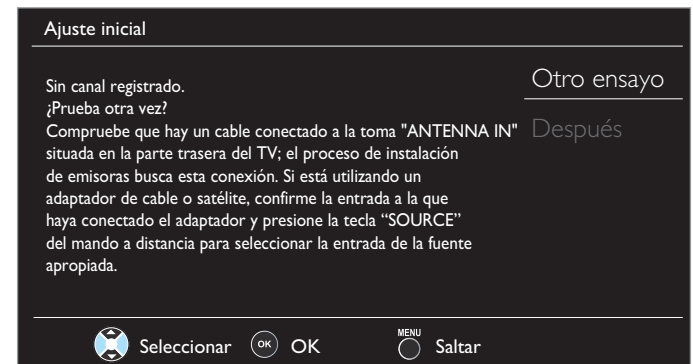 Ajuste inicial
Sin canal registrado.
Otro ensayo
¿Prueba otra vez?
Compruebe que hay un cable conectado a la toma "ANTENNA IN"
Después
situada en la parte trasera del TV; el proceso de instalación
de emisoras busca esta conexión. Si está utilizando un
adaptador de cable o satélite, confirme la entrada a la que
haya conectado el adaptador y presione la tecla “SOURCE”
del mando a distancia para seleccionar la entrada de la fuente
apropiada.
Seleccionar OK OK MENU Saltar